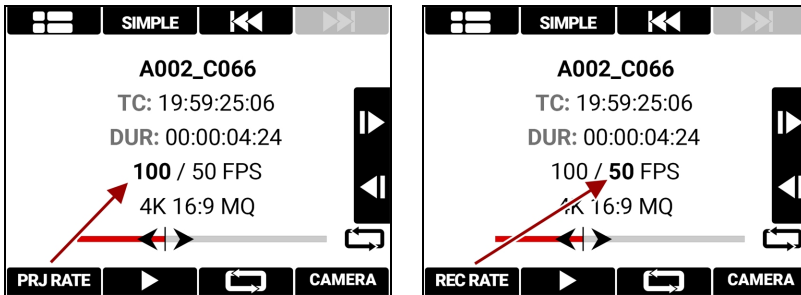 SIMPLE
A002_C066
TC: 19:59:25:06
DUR: 00:00:04:24
100 / 50 FPS
4K 16:9 MQ
PRJ RATE
CAMERA
SIMPLE
A002_C066
TC: 19:59:25:06
DUR: 00:00:04:24
100 / 50 FPS
4K 16:9 MQ
REC RATE
CAMERA